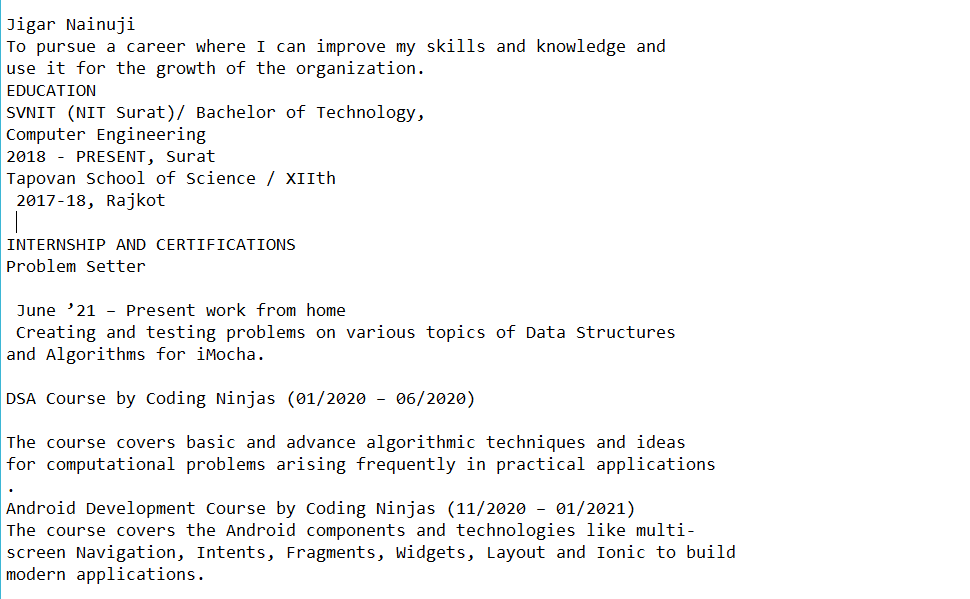 Jigar Nainuji
To pursue a career where I can improve my skills and knowledge and
use it for the growth of the organization.
EDUCATION
SVNIT (NIT Surat)/ Bachelor of Technology,
Computer Engineering
2018 - PRESENT, Surat
Tapovan School of Science / XIIth
2017-18, Rajkot
INTERNSHIP AND CERTIFICATIONS
Problem Setter
June ’21 – Present work from home
Creating and testing problems on various topics of Data Structures
and Algorithms for iMocha.
DSA Course by Coding Ninjas (01/2020 – 06/2020)
The course covers basic and advance algorithmic techniques and ideas
for computational problems arising frequently in practical applications
.
Android Development Course by Coding Ninjas (11/2020 – 01/2021)
The course covers the Android components and technologies like multi-
screen Navigation, Intents, Fragments, Widgets, Layout and Ionic to build
modern applications.